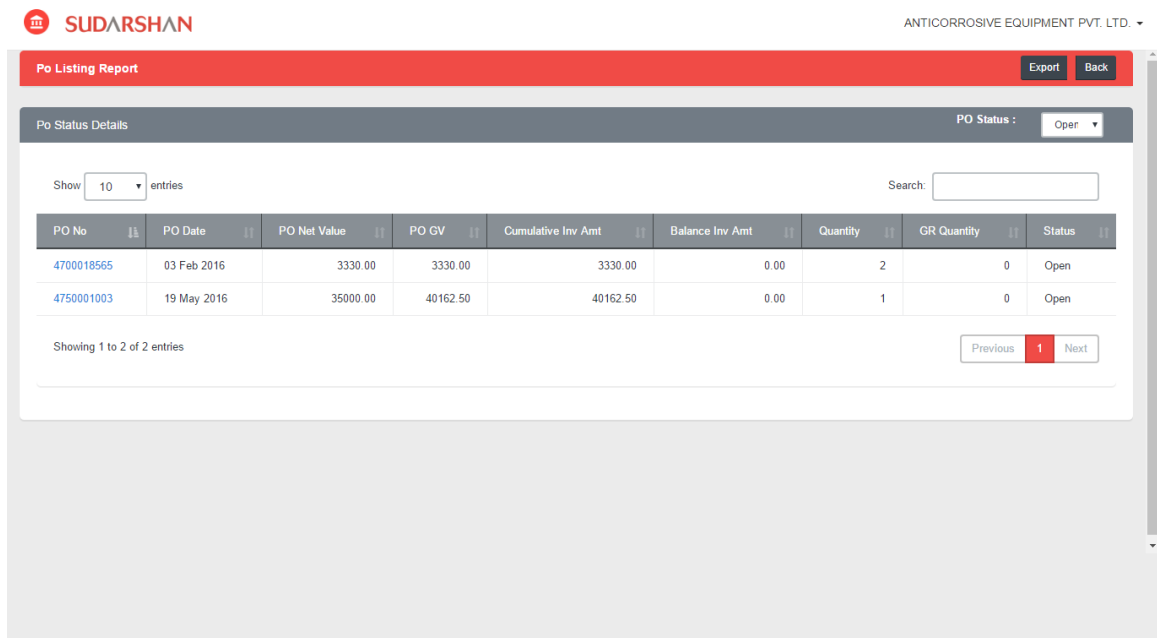 SUDARSHAN
ANTICORROSIVE EQUIPMENT PVT. LTD.
Po Listing Report Export Back
Po Status Details PO Status : Open
Show 10 entries Search:
PO No PO Date PO Net Value PO GV Cumulative Inv Amt Balance Inv Amt Quantity GR Quantity Status
4700018565 03 Feb 2016 3330.00 3330.00 3330.00 0.00 2 0 Open
4750001003 19 May 2016 35000.00 40162.50 40162.50 0.00 1 0 Open
Showing 1 to 2 of 2 entries Previous 1 Next